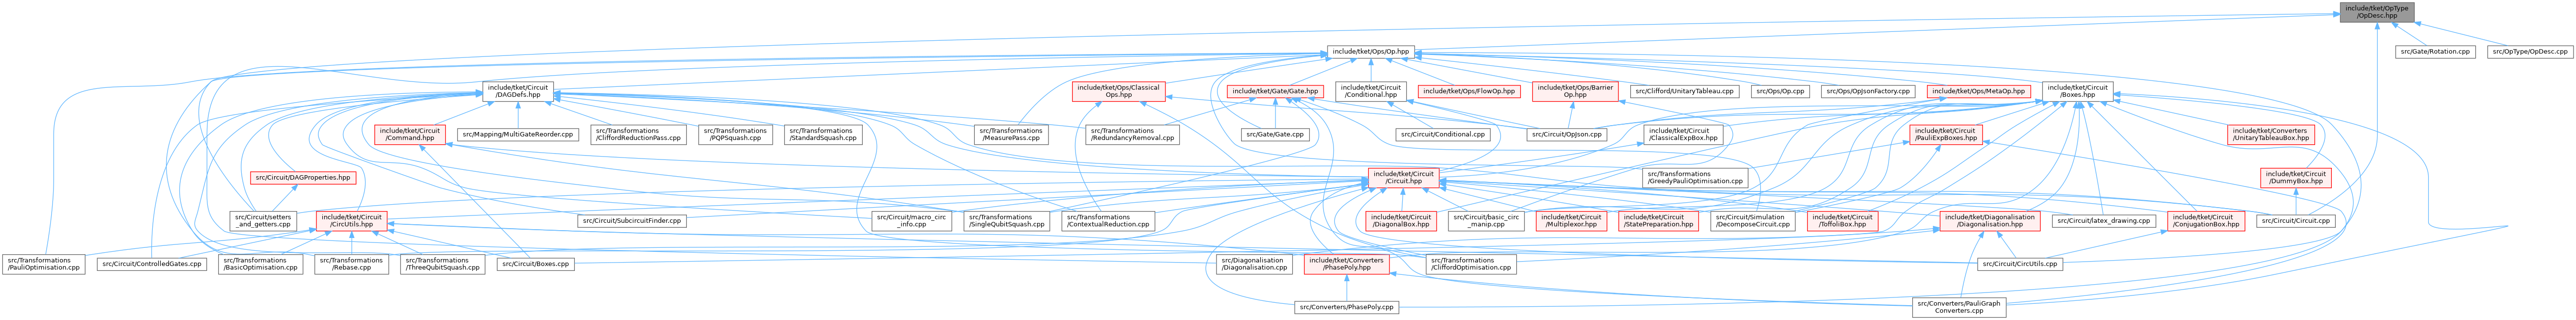 include/tket/OpType
/OpDesc.hpp
include/tket/Ops/Op.hpp
src/Gate/Rotation.cpp
src/OpType/OpDesc.cpp
include/tket/Circuit
/DAGDefs.hpp
include/tket/Ops/Classical
Ops.hpp
include/tket/Gate/Gate.hpp
include/tket/Circuit
/Conditional.hpp
include/tket/Ops/FlowOp.hpp
include/tket/Ops/Barrier
Op.hpp
src/Clifford/UnitaryTableau.cpp
src/Ops/Op.cpp
src/Ops/OpJsonFactory.cpp
include/tket/Ops/MetaOp.hpp
include/tket/Circuit
/Boxes.hpp
include/tket/Circuit
/Command.hpp
src/Mapping/MultiGateReorder.cpp
src/Transformations
/CliffordReductionPass.cpp
src/Transformations
/PQPSquash.cpp
src/Transformations
/StandardSquash.cpp
src/Transformations
/MeasurePass.cpp
src/Transformations
/RedundancyRemoval.cpp
src/Gate/Gate.cpp
src/Circuit/Conditional.cpp
src/Circuit/OpJson.cpp
include/tket/Circuit
/ClassicalExpBox.hpp
include/tket/Circuit
/PauliExpBoxes.hpp
include/tket/Converters
/UnitaryTableauBox.hpp
src/Circuit/DAGProperties.hpp
include/tket/Circuit
/Circuit.hpp
src/Transformations
/GreedyPauliOptimisation.cpp
include/tket/Circuit
/DummyBox.hpp
src/Circuit/setters
_and_getters.cpp
include/tket/Circuit
/CircUtils.hpp
src/Circuit/SubcircuitFinder.cpp
src/Circuit/macro_circ
_info.cpp
src/Transformations
/SingleQubitSquash.cpp
src/Transformations
/ContextualReduction.cpp
include/tket/Circuit
/DiagonalBox.hpp
src/Circuit/basic_circ
_manip.cpp
include/tket/Circuit
/Multiplexor.hpp
include/tket/Circuit
/StatePreparation.hpp
src/Circuit/Simulation
/DecomposeCircuit.cpp
include/tket/Circuit
/ToffoliBox.hpp
include/tket/Diagonalisation
/Diagonalisation.hpp
src/Circuit/latex_drawing.cpp
include/tket/Circuit
/ConjugationBox.hpp
src/Circuit/Circuit.cpp
src/Transformations
/PauliOptimisation.cpp
src/Circuit/ControlledGates.cpp
src/Transformations
/BasicOptimisation.cpp
src/Transformations
/Rebase.cpp
src/Transformations
/ThreeQubitSquash.cpp
src/Circuit/Boxes.cpp
src/Diagonalisation
/Diagonalisation.cpp
include/tket/Converters
/PhasePoly.hpp
src/Transformations
/CliffordOptimisation.cpp
src/Circuit/CircUtils.cpp
src/Converters/PhasePoly.cpp
src/Converters/PauliGraph
Converters.cpp